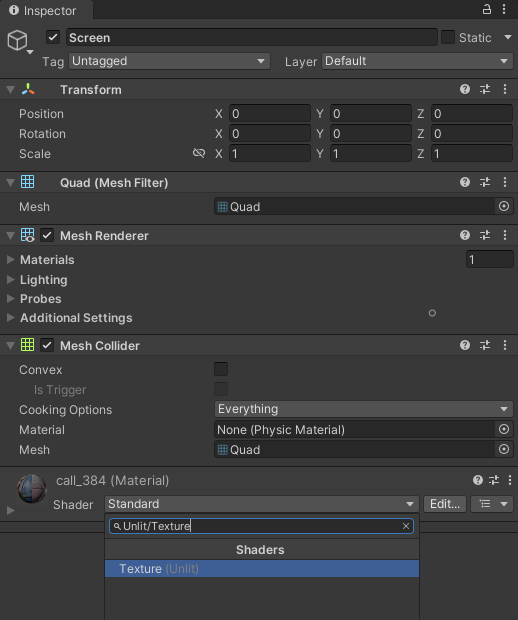 Inspector
Screen
Static
Tag Untagged Layer Default
Transform
Position X 0 Y 0 Z 0
Rotation X 0 Y 0 Z 0
Scale X 1 Y 1 Z 1
Quad (Mesh Filter)
Mesh Quad
Mesh Renderer
Materials 1
Lighting
Probes
Additional Settings
Mesh Collider
Convex
Is Trigger
Cooking Options Everything
Material None (Physic Material)
Mesh Quad
call_384 (Material)
Shader Standard Edit...
Unlit/Texture
Shaders
Texture (Unlit)